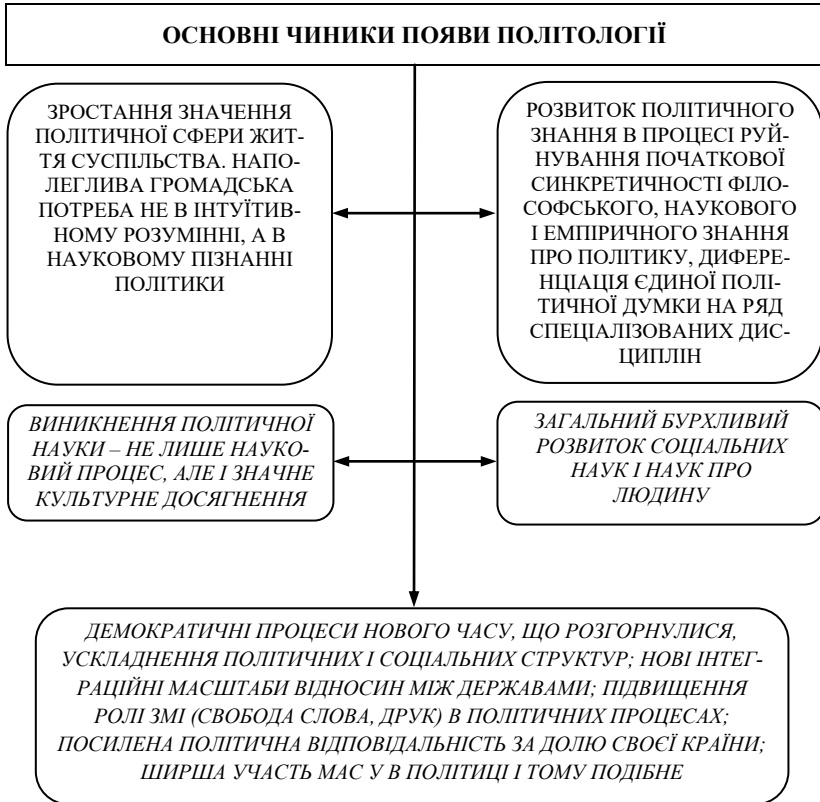 ОСНОВНІ ЧИНИКИ ПОЯВИ ПОЛІТОЛОГІЇ
ЗРОСТАННЯ ЗНАЧЕННЯ
ПОЛІТИЧНОЇ СФЕРИ ЖИТ-
ТЯ СУСПІЛЬСТВА. НАПО-
ЛЕГЛИВА ГРОМАДСЬКА
ПОТРЕБА НЕ В ІНТУЇТИВ-
НОМУ РОЗУМІННІ, А В
НАУКОВОМУ ПІЗНАННІ
ПОЛІТИКИ
РОЗВИТОК ПОЛІТИЧНОГО
ЗНАННЯ В ПРОЦЕСІ РУЙ-
НУВАННЯ ПОЧАТКОВОЇ
СИНКРЕТИЧНОСТІ ФІЛО-
СОФСЬКОГО, НАУКОВОГО
І ЕМПІРИЧНОГО ЗНАННЯ
ПРО ПОЛІТИКУ, ДИФЕРЕ-
НЦІАЦІЯ ЄДИНОЇ ПОЛІ-
ТИЧНОЇ ДУМКИ НА РЯД
СПЕЦІАЛІЗОВАНИХ ДИС-
ЦИПЛІН
ВИНИКНЕННЯ ПОЛІТИЧНОЇ
НАУКИ – НЕ ЛИШЕ НАУКО-
ВИЙ ПРОЦЕС, АЛЕ І ЗНАЧНЕ
КУЛЬТУРНЕ ДОСЯГНЕННЯ
ЗАГАЛЬНИЙ БУРХЛИВИЙ
РОЗВИТОК СОЦІАЛЬНИХ
НАУК І НАУК ПРО
ЛЮДИНУ
ДЕМОКРАТИЧНІ ПРОЦЕСИ НОВОГО ЧАСУ, ЩО РОЗГОРНУЛИСЯ,
УСКЛАДНЕННЯ ПОЛІТИЧНИХ І СОЦІАЛЬНИХ СТРУКТУР; НОВІ ІНТЕГ-
РАЦІЙНІ МАСШТАБИ ВІДНОСИН МІЖ ДЕРЖАВАМИ; ПІДВИЩЕННЯ
РОЛІ ЗМІ (СВОБОДА СЛОВА, ДРУК) В ПОЛІТИЧНИХ ПРОЦЕСАХ;
ПОСИЛЕНА ПОЛІТИЧНА ВІДПОВІДАЛЬНІСТЬ ЗА ДОЛЮ СВОЄЇ КРАЇНИ;
ШИРША УЧАСТЬ МАС У В ПОЛІТИЦІ І ТОМУ ПОДІБНЕ